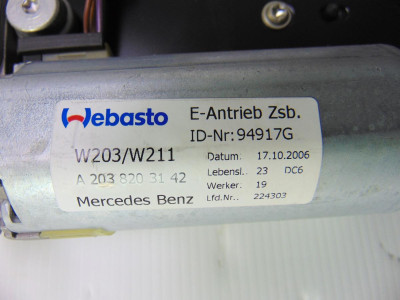 Webasto
E-Antrieb Zsb.
ID-Nr:94917G
W203/W211
Datum: 17.10.2006
A 203 820 31 42
Lebensl.. 23 DC6
Werker: 19
Mercedes Benz
Lfd.Nr.. 224303